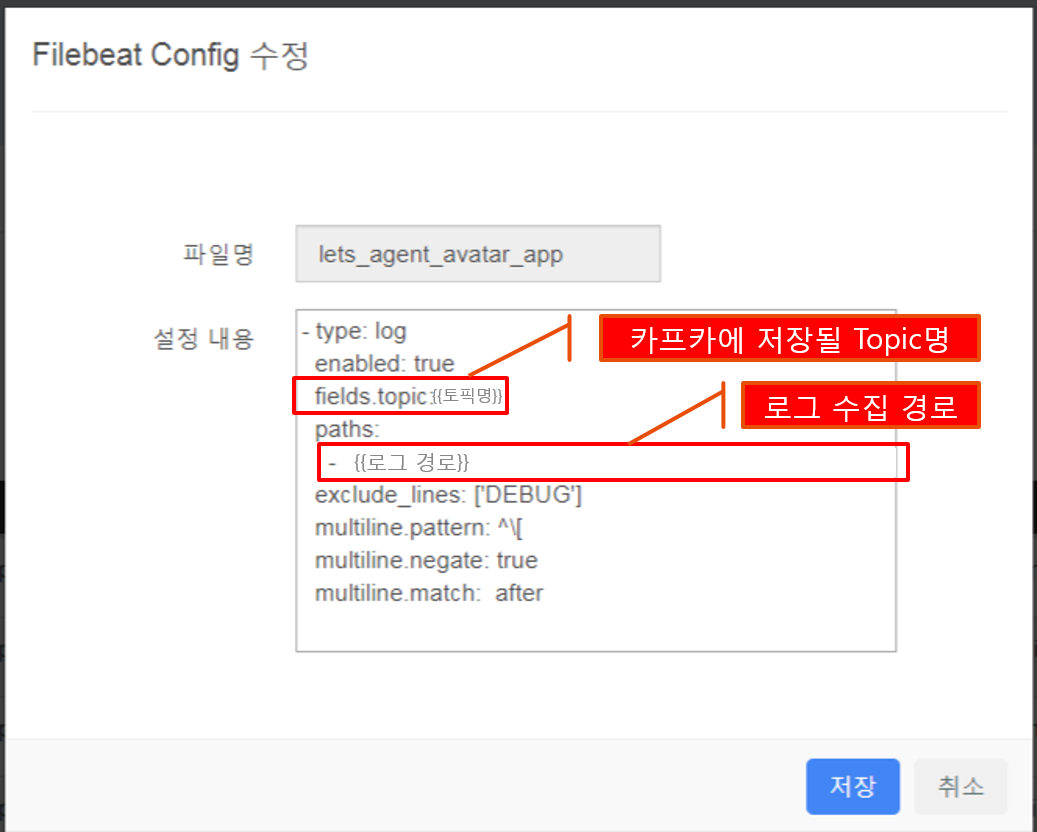 Filebeat Config 수정
파일명
lets_agent_avatar_app
설정 내용
- type: log
enabled: true
fields.topic:{{토픽명}}
paths:
- {{로그 경로}}
exclude_lines: ['DEBUG']
multiline.pattern: ^\[
multiline.negate: true
multiline.match:  after
카프카에 저장될 Topic명
로그 수집 경로
저장
취소